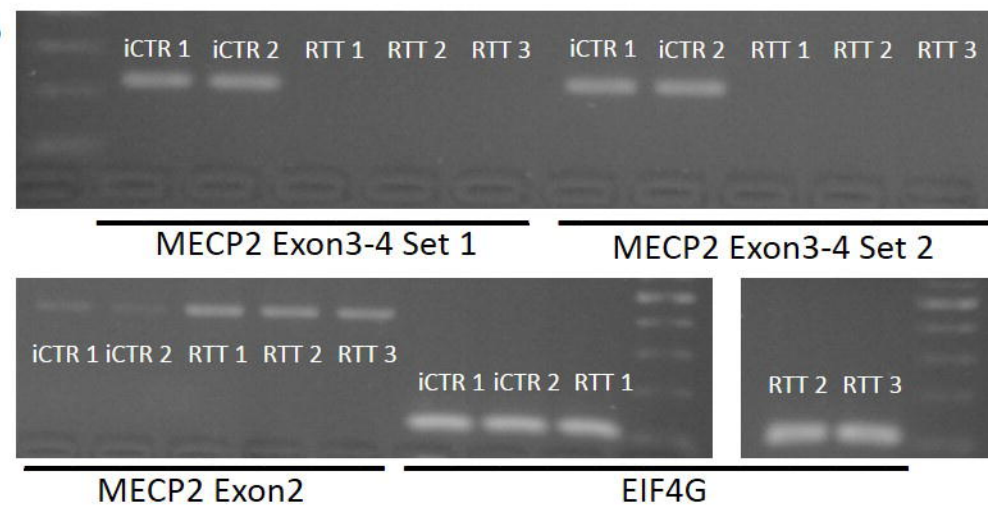 iCTR 1 iCTR 2 RTT 1 RTT 2 RTT 3 iCTR 1 iCTR 2 RTT 1 RTT 2 RTT 3
MECP2 Exon3-4 Set 1 MECP2 Exon3-4 Set 2
iCTR 1 iCTR 2 RTT 1 RTT 2 RTT 3
iCTR 1 iCTR 2 RTT 1 RTT 2 RTT 3
MECP2 Exon2 EIF4G